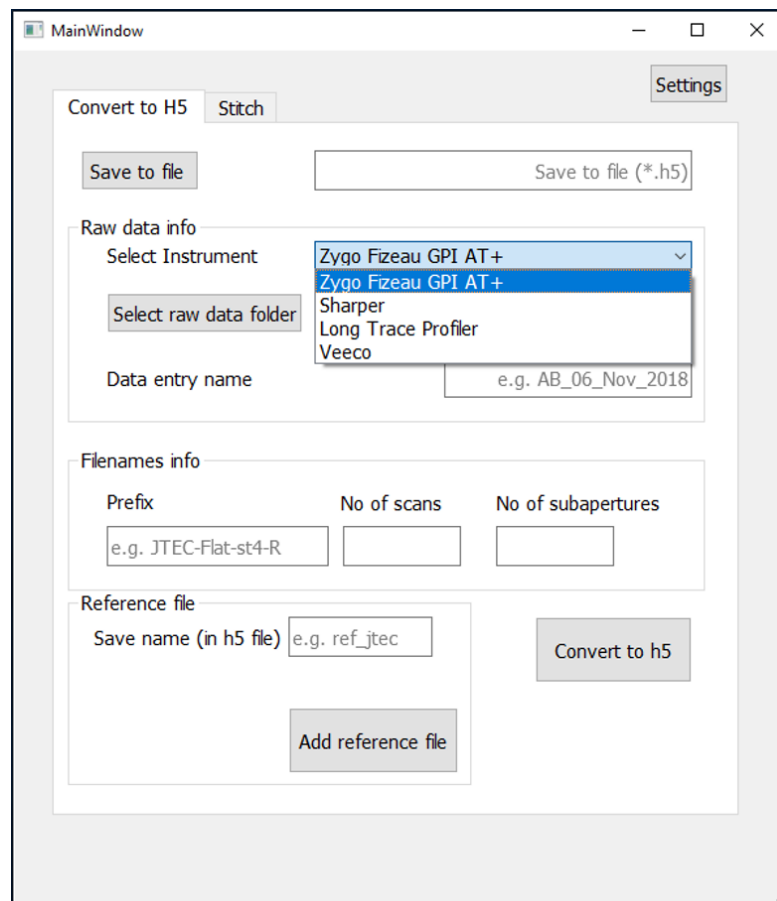 MainWindow
Settings
Convert to H5 Stitch
Save to file Save to file (*.h5)
Raw data info
Select Instrument Zygo Fizeau GPI AT+
Zygo Fizeau GPI AT+
Sharper
Select raw data folder
Long Trace Profiler
Veeco
Data entry name e.g. AB_06_Nov_2018
Filenames info
Prefix No of scans No of subapertures
e.g. JTEC-Flat-st4-R
Reference file
Save name (in h5 file) e.g. ref_jtec
Convert to h5
Add reference file